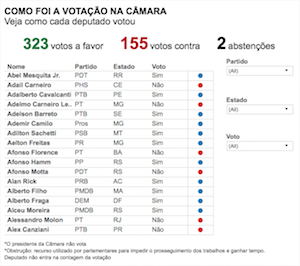 COMO FOI A VOTAÇÃO NA CÂMARA
Veja como cada deputado votou
323 votos a favor 155 votos contra 2 abstenções
Nome Partido Estado Voto
Abel Mesquita Jr. PDT RR Sim
Adail Carneiro PHS CE Não
Adalberto Cavalcanti PTB PE Sim
Adelmo Carneiro Le.. PT MG Não
Adelson Barreto PTB SE Sim
Ademir Camilo Pros MG Sim
Adilton Sachetti PSB MT Sim
Aelton Freitas PR MG Sim
Afonso Florence PT BA Não
Afonso Hamm PP RS Sim
Afonso Motta PDT RS Não
Alan Rick PRB AC Sim
Alberto Filho PMDB MA Sim
Alberto Fraga DEM DF Sim
Alceu Moreira PMDB RS Sim
Alessandro Molon PT RJ Não
Alex Canziani PTB PR Não
Partido
(All)
Estado
(All)
Voto
(All)
*O presidente da Câmara não vota
*Obstrução: recurso utilizado por parlamentares para impedir o prosseguimento dos trabalhos e ganhar tempo.
Deputado não entra na contagem da votação